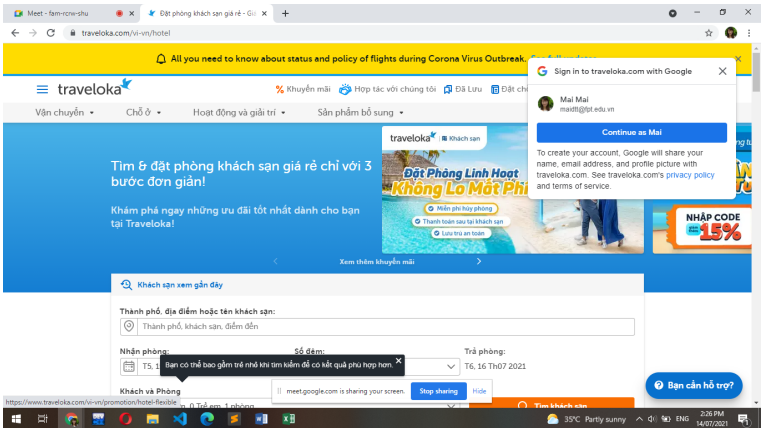 Meet - fam-rcnv-shu
Đặt phòng khách sạn giá rẻ - Giá
traveloka.com/vi-vn/hotel
All you need to know about status and policy of flights during Corona Virus Outbreak.
Sign in to traveloka.com with Google
Mai Mai
maidtt@fpt.edu.vn
Continue as Mai
To create your account, Google will share your
name, email address, and profile picture with
traveloka.com. See traveloka.com's privacy policy
and terms of service.
traveloka
Khuyến mãi
Hợp tác với chúng tôi
Đã Lưu
Đặt
Vận chuyển
Chỗ ở
Hoạt động và giải trí
Sản phẩm bổ sung
Tìm & đặt phòng khách sạn giá rẻ chỉ với 3
bước đơn giản!
Khám phá ngay những ưu đãi tốt nhất dành cho bạn
tại Traveloka!
traveloka Khách sạn
Đặt Phòng Linh Hoạt
Không Lo Mất Phí
Miễn phí hủy phòng
Thanh toán sau tại khách sạn
Lưu trú an toàn
NHẬP CODE
15%
Xem thêm khuyến mãi
Khách sạn xem gần đây
Thành phố, địa điểm hoặc tên khách sạn:
Thành phố, khách sạn, điểm đến
Nhận phòng:
Số đêm:
Trả phòng:
T5, 1
T6, 16 Th07 2021
Bạn có thể bao gồm trẻ nhỏ khi tìm kiếm để có kết quả phù hợp hơn.
Khách và Phòng
0 Trẻ em, 1 phòng
meet.google.com is sharing your screen.
Stop sharing
Hide
Tìm khách sạn
Bạn cần hỗ trợ?
https://www.traveloka.com/vi-vn/promotion/hotel-flexible
35°C Partly sunny
ENG
2:26 PM
14/07/2021